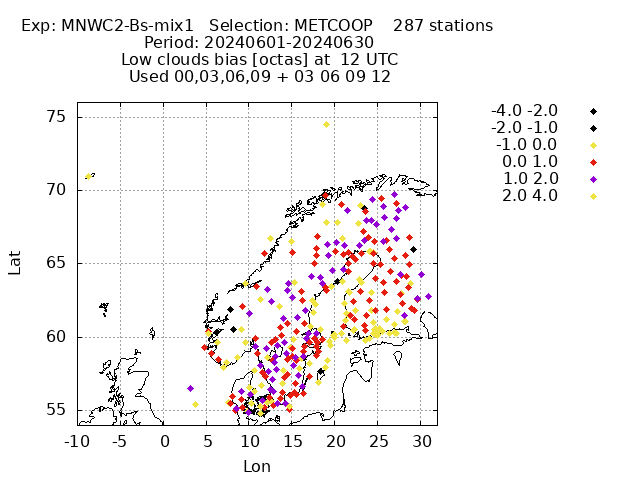 Exp: MNWC2-Bs-mix1 Selection: METCOOP 287 stations
Period: 20240601-20240630
Low clouds bias [octas] at 12 UTC
Used 00,03,06,09 + 03 06 09 12
-4.0 -2.0
-2.0 -1.0
-1.0 0.0
0.0 1.0
1.0 2.0
2.0 4.0
75
70
65
60
55
Lat
-10 -5 0 5 10 15 20 25 30
Lon